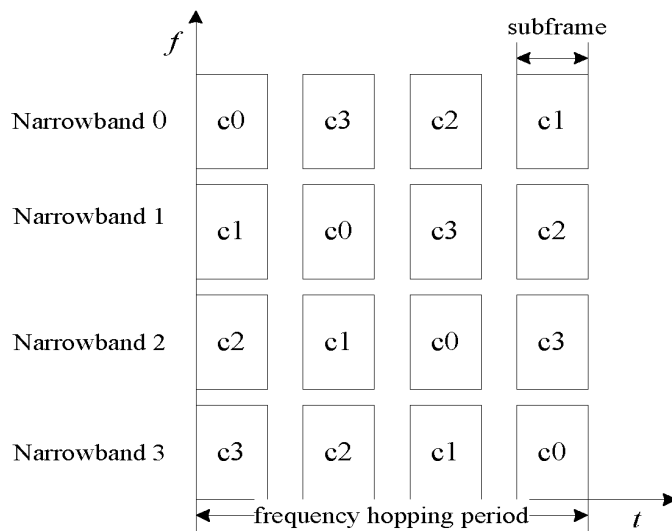 f
subframe
Narrowband 0 c0 c3 c2 c1
Narrowband 1 c1 c0 c3 c2
Narrowband 2 c2 c1 c0 c3
Narrowband 3 c3 c2 c1 c0
frequency hopping period
t